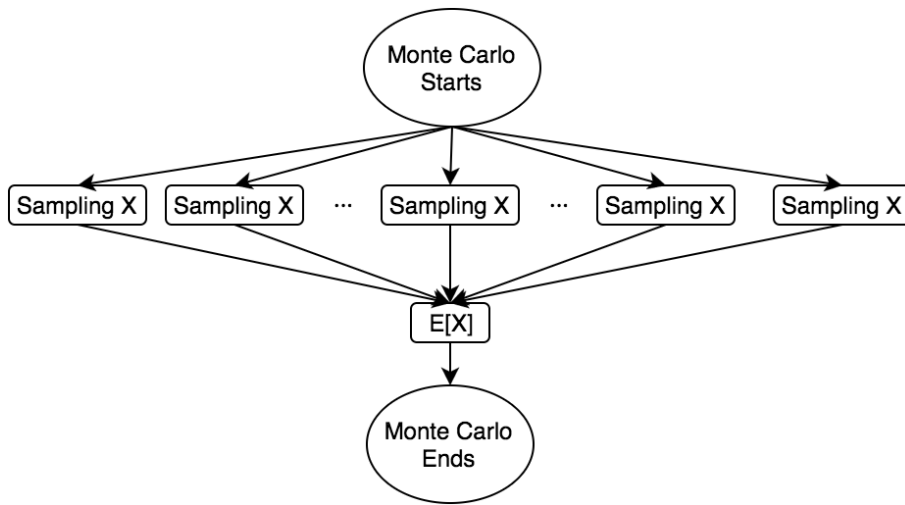 Monte Carlo
Starts
Sampling X
Sampling X
...
Sampling X
...
Sampling X
Sampling X
E[X]
Monte Carlo
Ends